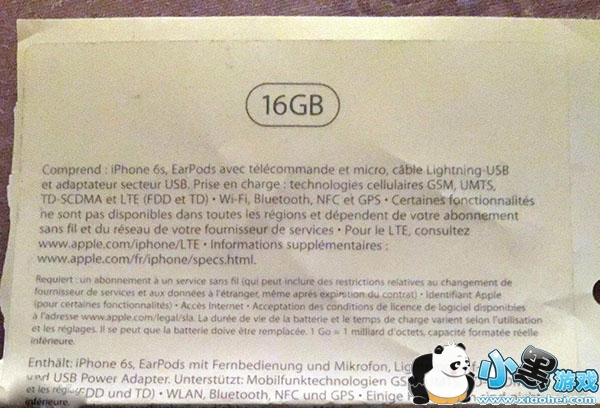 16GB
Comprend : iPhone 6s, EarPods avec télécommande et micro, câble Lightning-USB
et adaptateur secteur USB. Prise en charge : technologies cellulaires GSM, UMTS,
TD-SCDMA et LTE (FDD et TD) • Wi-Fi, Bluetooth, NFC et GPS • Certaines fonctionnalités
ne sont pas disponibles dans toutes les régions et dépendent de votre abonnement
sans fil et du réseau de votre fournisseur de services • Pour le LTE, consultez
www.apple.com/iphone/LTE • Informations supplémentaires :
www.apple.com/fr/iphone/specs.html.
Requiert : un abonnement à un service sans fil (qui peut inclure des restrictions relatives au changement de
fournisseur de services et aux données à l'étranger, même après expiration du contrat) • Identifiant Apple
(pour certaines fonctionnalités) • Accès Internet • Acceptation des conditions de licence de logiciel disponibles
à l'adresse www.apple.com/legal/sla. La durée de vie de la batterie et le temps de charge varient selon l'utilisation
et les réglages. Il se peut que la batterie doive être remplacée. 1 Go = 1 milliard d'octets, capacité formatée réelle
inférieure.
Enthält: iPhone 6s, EarPods mit Fernbedienung und Mikrofon,
und USB Power Adapter. Unterstützt: Mobilfunktechnologien
(FDD und TD) • WLAN, Bluetooth, NFC und GPS • Einige
et les
inférieure.
小黑游戏
www.xiaohei.com